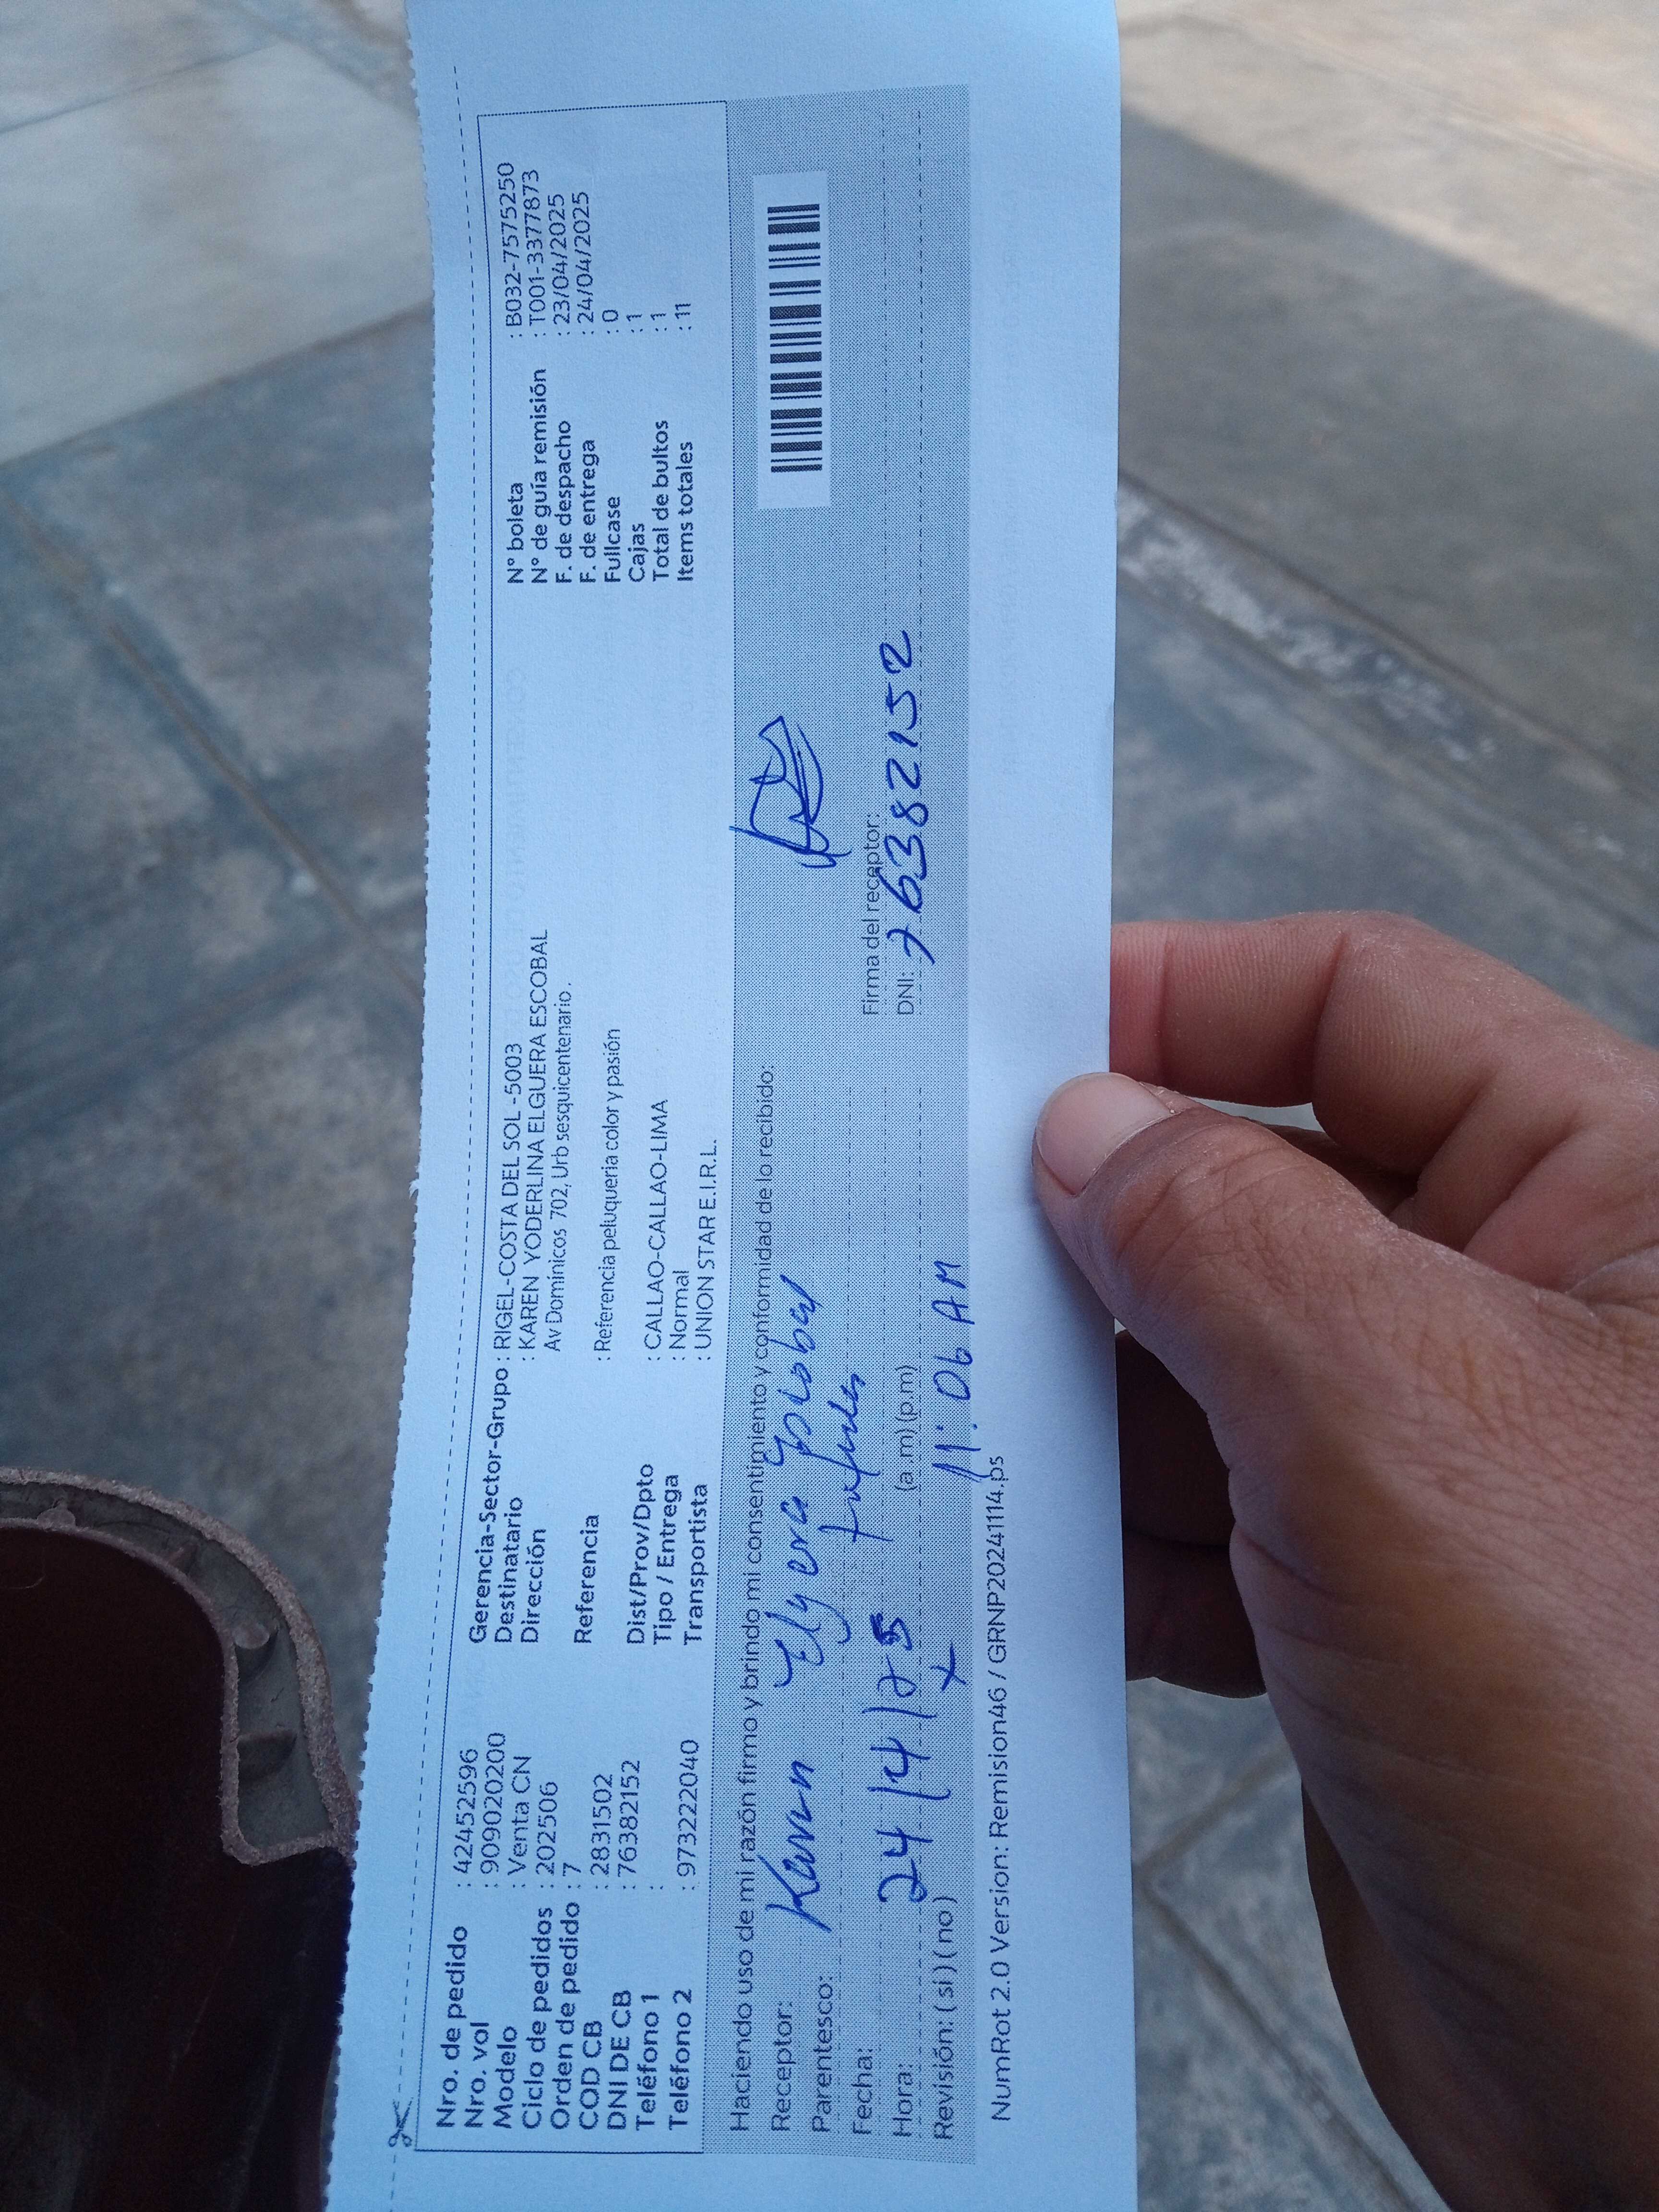 Nro. de pedido : 42452596
Nro. vol : 909020200
Modelo : Venta CN
Ciclo de pedidos : 202506
Orden de pedido : 7
COD CB : 2831502
DNI DE CB : 76382152
Teléfono 1 :
Teléfono 2 : 973222040
Gerencia-Sector-Grupo : RIGEL-COSTA DEL SOL -5003
Destinatario : KAREN YODERLINA ELGUERA ESCOBAL
Dirección Av Dominicos 702, Urb sesquicentenario .
Referencia : Referencia peluqueria color y pasión
Dist/Prov/Dpto : CALLAO-CALLAO-LIMA
Tipo / Entrega : Normal
Transportista : UNION STAR E.I.R.L.
N° boleta : B032-7575250
N° de guía remisión : T001-3377873
F. de despacho : 23/04/2025
F. de entrega : 24/04/2025
Fullcase : 0
Cajas : 1
Total de bultos : 1
Items totales : 11
Haciendo uso de mi razón firmo y brindo mi consentimiento y conformidad de lo recibido:
Receptor: Karen Elguera Escobal
Parentesco:
Fecha: 24/4/25
Hora: (a m) (p.m) 11:06 AM
Revisión: ( si ) ( no ) x
Firma del receptor:
DNI: 76382152
NumRot 2.0 Version: Remision46 / GRNP20241114.ps